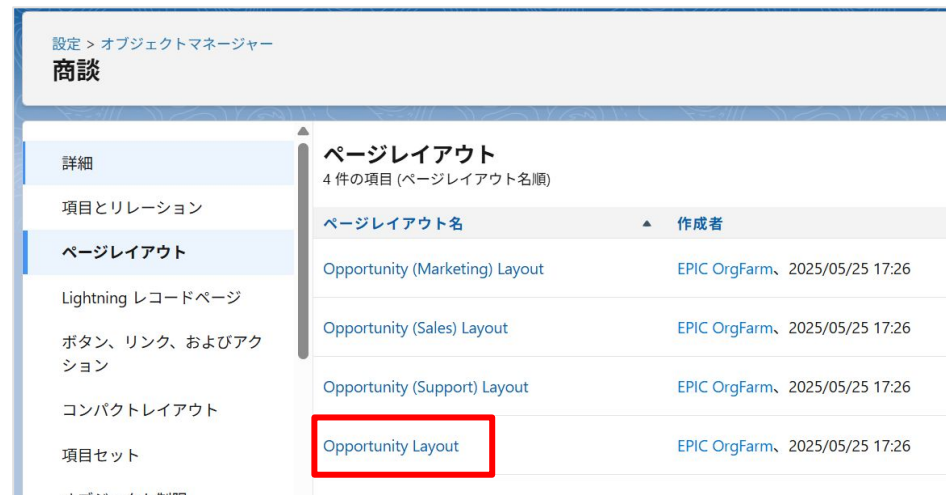 設定 > オブジェクトマネージャー
商談
詳細
項目とリレーション
ページレイアウト
Lightning レコードページ
ボタン、リンク、およびアク
ション
コンパクトレイアウト
項目セット
ページレイアウト
4 件の項目 (ページレイアウト名順)
ページレイアウト名 ▲ 作成者
Opportunity (Marketing) Layout EPIC OrgFarm、2025/05/25 17:26
Opportunity (Sales) Layout EPIC OrgFarm、2025/05/25 17:26
Opportunity (Support) Layout EPIC OrgFarm、2025/05/25 17:26
Opportunity Layout EPIC OrgFarm、2025/05/25 17:26